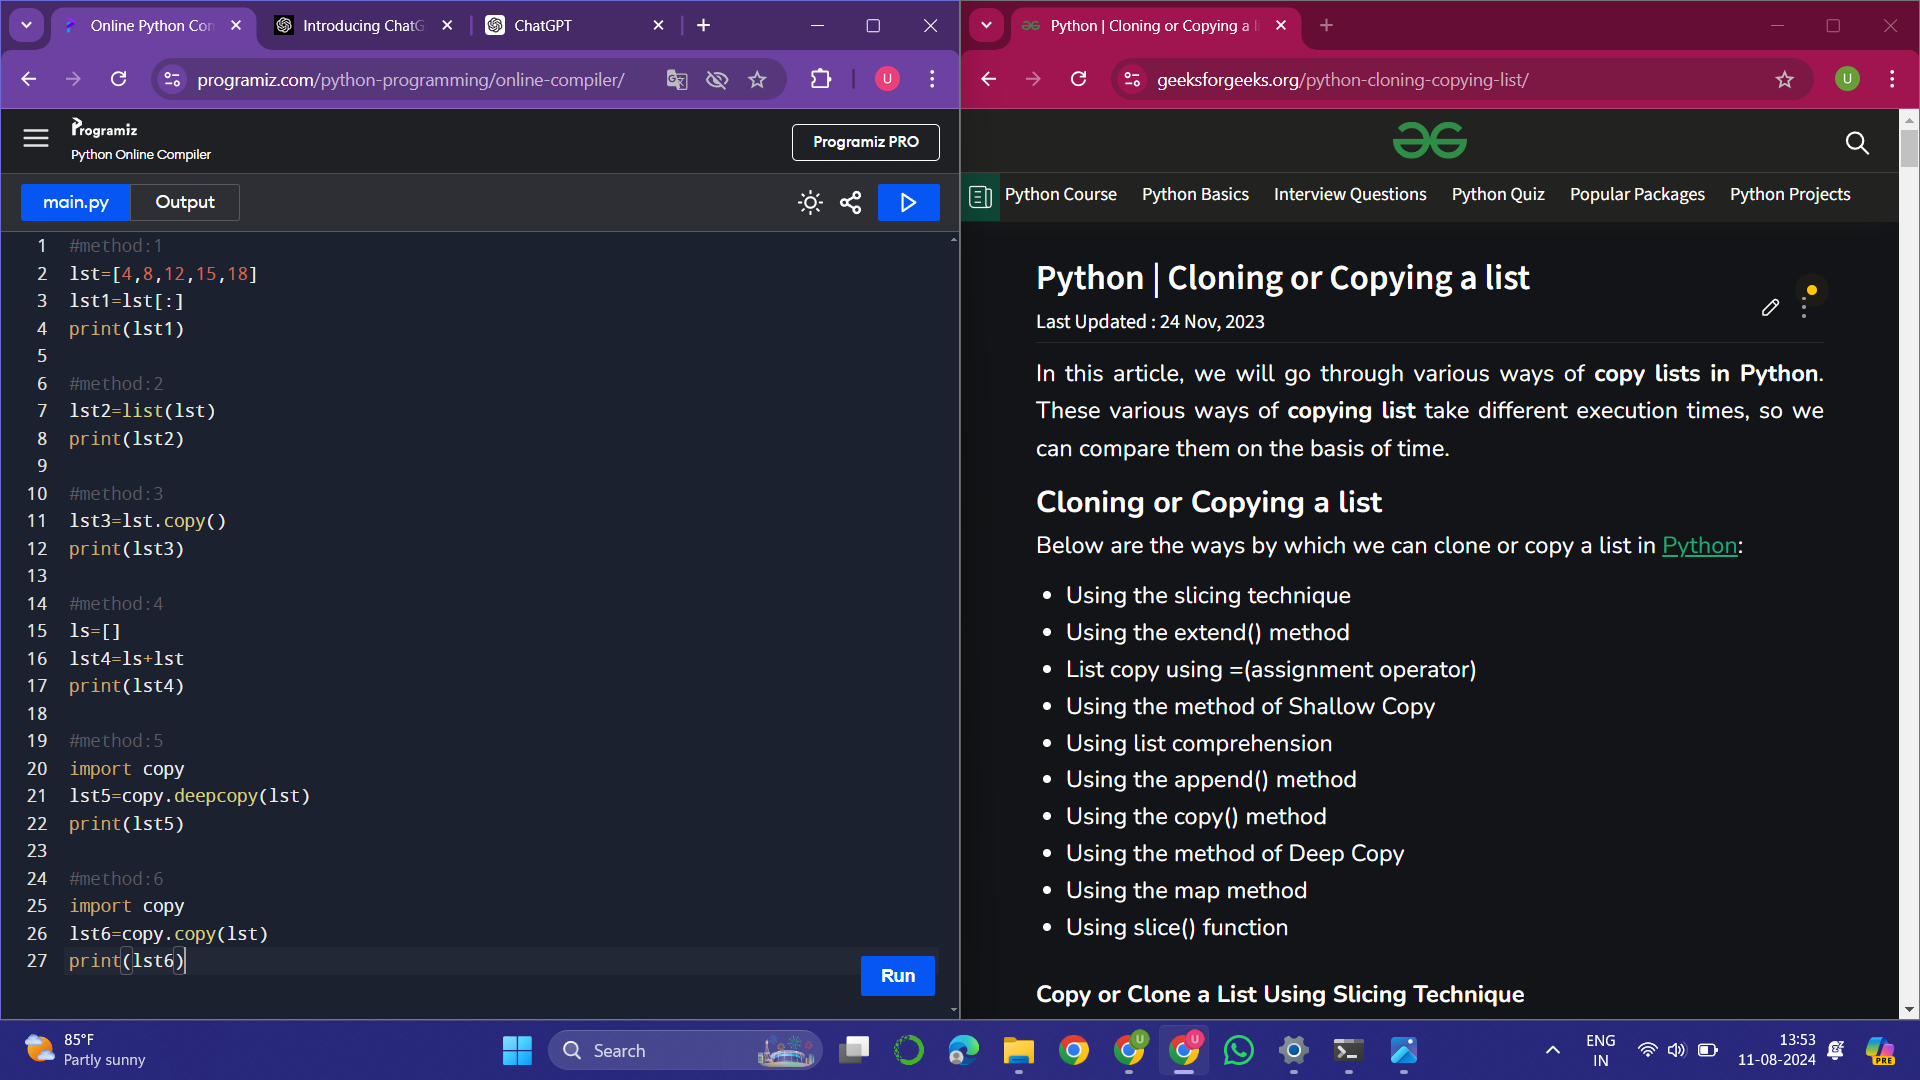 Online Python Con
Introducing ChatG
ChatGPT
programiz.com/python-programming/online-compiler/
U
Programiz
Python Online Compiler
Programiz PRO
main.py
Output
1 #method:1
2 lst=[4,8,12,15,18]
3 lst1=lst[:]
4 print(lst1)
5
6 #method:2
7 lst2=list(lst)
8 print(lst2)
9
10 #method:3
11 lst3=lst.copy()
12 print(lst3)
13
14 #method:4
15 ls=[]
16 lst4=ls+lst
17 print(lst4)
18
19 #method:5
20 import copy
21 lst5=copy.deepcopy(lst)
22 print(lst5)
23
24 #method:6
25 import copy
26 lst6=copy.copy(lst)
27 print(lst6)
Run
Python | Cloning or Copying a l
geeksforgeeks.org/python-cloning-copying-list/
U
Python Course Python Basics Interview Questions Python Quiz Popular Packages Python Projects
Python | Cloning or Copying a list
Last Updated : 24 Nov, 2023
In this article, we will go through various ways of copy lists in Python.
These various ways of copying list take different execution times, so we
can compare them on the basis of time.
Cloning or Copying a list
Below are the ways by which we can clone or copy a list in Python:
• Using the slicing technique
• Using the extend() method
• List copy using =(assignment operator)
• Using the method of Shallow Copy
• Using list comprehension
• Using the append() method
• Using the copy() method
• Using the method of Deep Copy
• Using the map method
• Using slice() function
Copy or Clone a List Using Slicing Technique
85°F
Partly sunny
Search
U
U
ENG
IN
13:53
11-08-2024
PRE